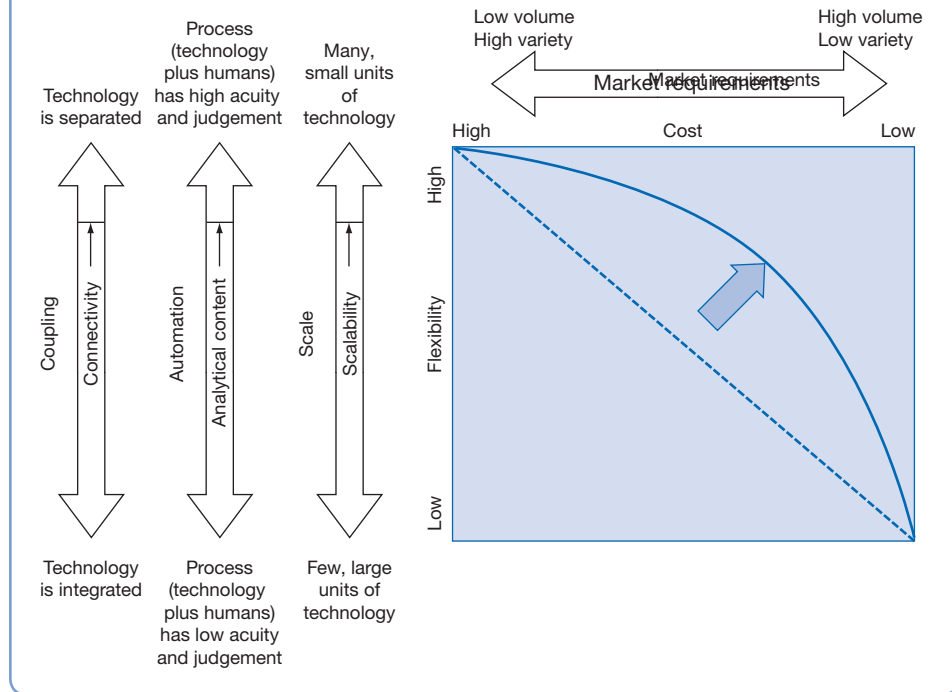 Technology
is separated
Process
(technology
plus humans)
has high acuity
and judgement
Many,
small units
of
technology
Coupling
Connectivity
Automation
Analytical content
Scale
Scalability
Technology
is integrated
Process
(technology
plus humans)
has low acuity
and judgement
Few, large
units of
technology
Low volume
High variety
High volume
Low variety
Market requirements
Market requirements
High
Cost
Low
High
Flexibility
Low